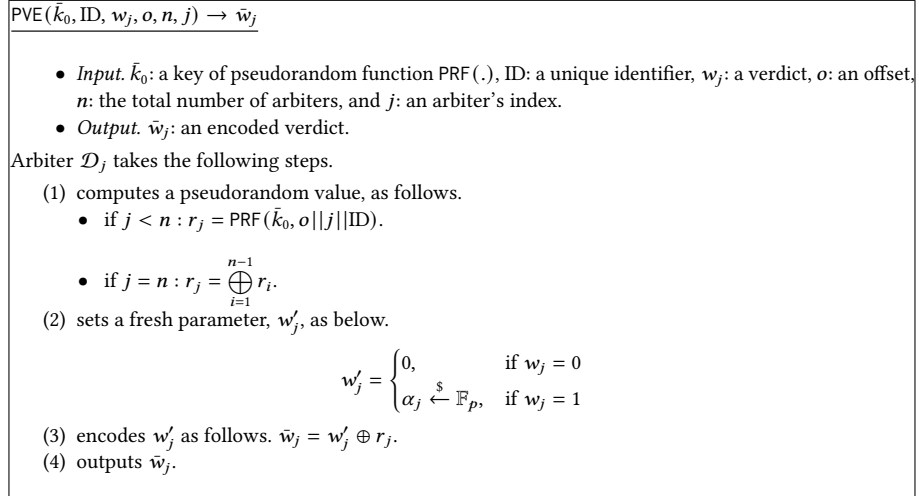 PVE(k̄₀, ID, wⱼ, o, n, j) → w̄ⱼ
• Input. k̄₀: a key of pseudorandom function PRF(.), ID: a unique identifier, wⱼ: a verdict, o: an offset,
n: the total number of arbiters, and j: an arbiter's index.
• Output. w̄ⱼ: an encoded verdict.
Arbiter 𝒟ⱼ takes the following steps.
(1) computes a pseudorandom value, as follows.
• if j < n : rⱼ = PRF(k̄₀, o||j||ID).
• if j = n : rⱼ = ⨁_{i=1}^{n−1} rᵢ.
(2) sets a fresh parameter, w′ⱼ, as below.
w′ⱼ = { 0, if wⱼ = 0
αⱼ ←$ 𝔽ₚ, if wⱼ = 1
(3) encodes w′ⱼ as follows. w̄ⱼ = w′ⱼ ⊕ rⱼ.
(4) outputs w̄ⱼ.